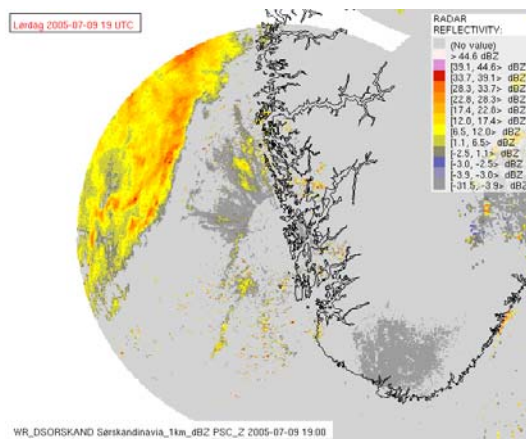 Lørdag 2005-07-09 19 UTC
RADAR
REFLECTIVITY:
(No value)
> 44.6 dBZ
[39.1, 44.6> dBZ
[33.7, 39.1> dBZ
[28.3, 33.7> dBZ
[22.8, 28.3> dBZ
[17.4, 22.8> dBZ
[12.0, 17.4> dBZ
[6.5, 12.0> dBZ
[1.1, 6.5> dBZ
[-2.5, 1.1> dBZ
[-3.0, -2.5> dBZ
[-3.9, -3.0> dBZ
[-31.5, -3.9> dBZ
WR_DSORSKAND Sørskandinavia_1km_dBZ PSC_Z 2005-07-09 19:00